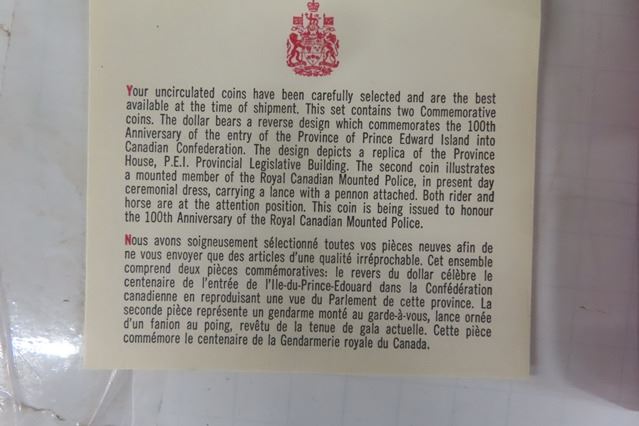 Your uncirculated coins have been carefully selected and are the best
available at the time of shipment. This set contains two Commemorative
coins. The dollar bears a reverse design which commemorates the 100th
Anniversary of the entry of the Province of Prince Edward Island into
Canadian Confederation. The design depicts a replica of the Province
House, P.E.I. Provincial Legislative Building. The second coin illustrates
a mounted member of the Royal Canadian Mounted Police, in present day
ceremonial dress, carrying a lance with a pennon attached. Both rider and
horse are at the attention position. This coin is being issued to honour
the 100th Anniversary of the Royal Canadian Mounted Police.
Nous avons soigneusement sélectionné toutes vos pièces neuves afin de
ne vous envoyer que des articles d'une qualité irréprochable. Cet ensemble
comprend deux pièces commémoratives: le revers du dollar célèbre le
centenaire de l'entrée de l'Ile-du-Prince-Edouard dans la Confédération
canadienne en reproduisant une vue du Parlement de cette province. La
seconde pièce représente un gendarme monté au garde-à-vous, lance ornée
d'un fanion au poing, revêtu de la tenue de gala actuelle. Cette pièce
commémore le centenaire de la Gendarmerie royale du Canada.